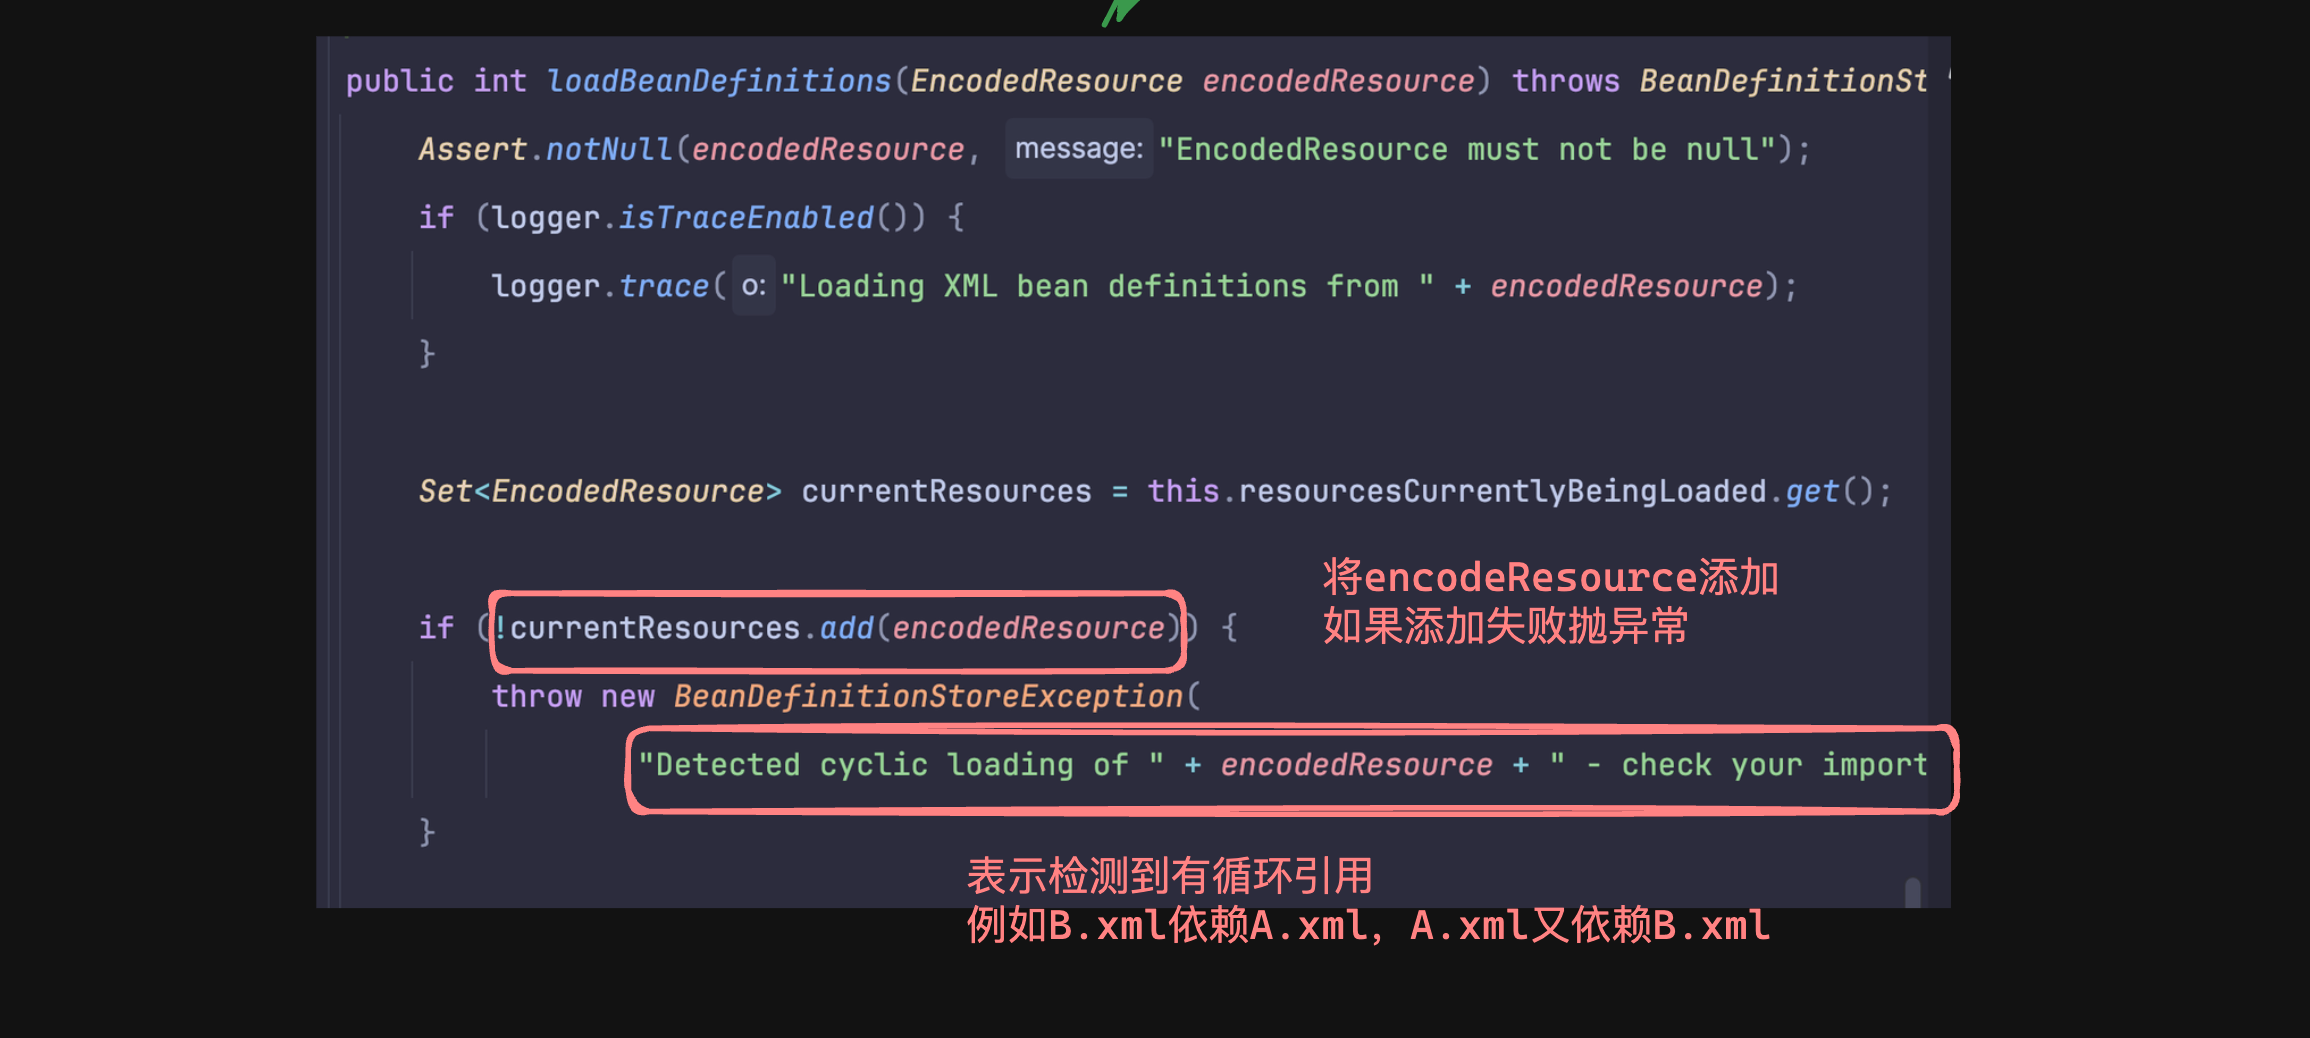 public int loadBeanDefinitions(EncodedResource encodedResource) throws BeanDefinitionSt
Assert.notNull(encodedResource, message: "EncodedResource must not be null");
if (logger.isTraceEnabled()) {
logger.trace( o: "Loading XML bean definitions from " + encodedResource);
}
Set<EncodedResource> currentResources = this.resourcesCurrentlyBeingLoaded.get();
将encodeResource添加
如果添加失败抛异常
if (!currentResources.add(encodedResource)) {
throw new BeanDefinitionStoreException(
"Detected cyclic loading of " + encodedResource + " - check your import
}
表示检测到有循环引用
例如B.xml依赖A.xml，A.xml又依赖B.xml